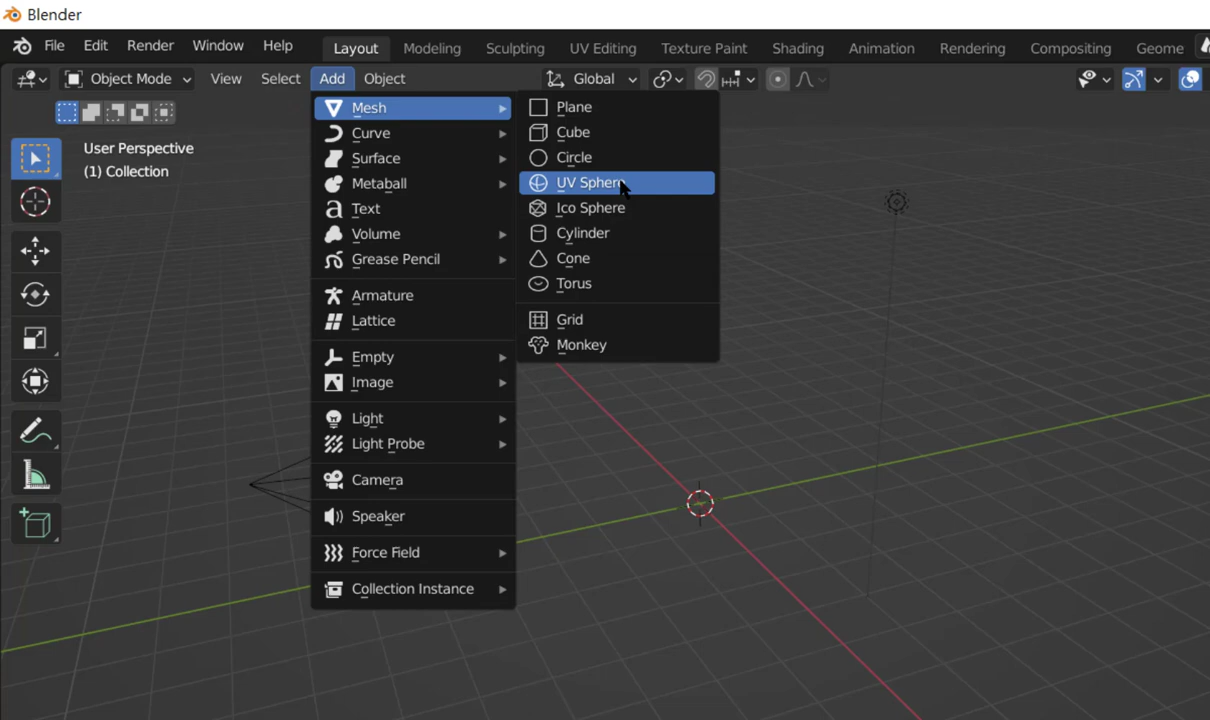 Blender
File Edit Render Window Help Layout Modeling Sculpting UV Editing Texture Paint Shading Animation Rendering Compositing Geome
Object Mode View Select Add Object Global
User Perspective
(1) Collection
Mesh
Curve
Surface
Metaball
Text
Volume
Grease Pencil
Armature
Lattice
Empty
Image
Light
Light Probe
Camera
Speaker
Force Field
Collection Instance
Plane
Cube
Circle
UV Sphere
Ico Sphere
Cylinder
Cone
Torus
Grid
Monkey